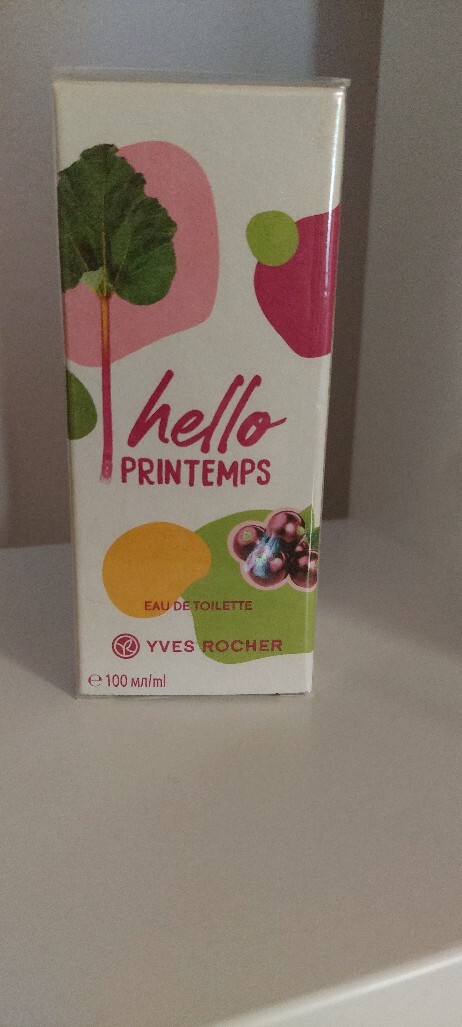 hello
PRINTEMPS
EAU DE TOILETTE
YVES ROCHER
℮ 100 мл/ml